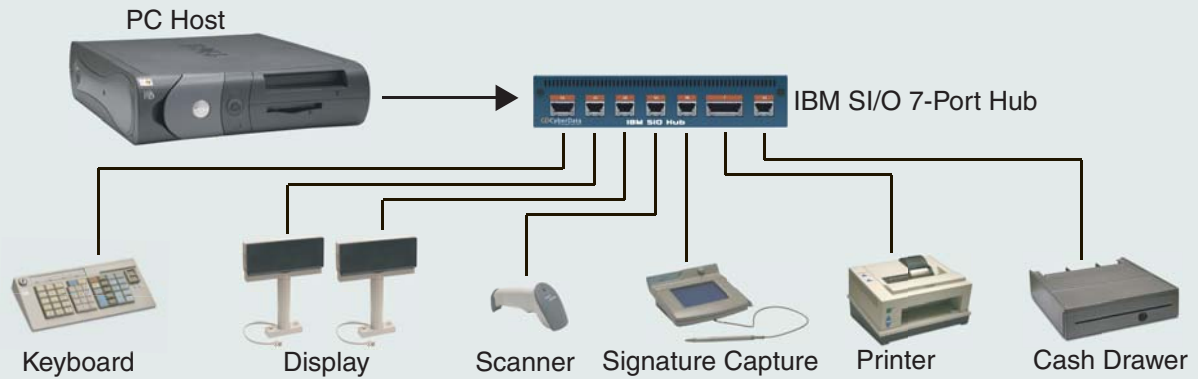 PC Host
IBM SI/O 7-Port Hub
CyberData
IBM SIO Hub
Keyboard
Display
Scanner
Signature Capture
Printer
Cash Drawer